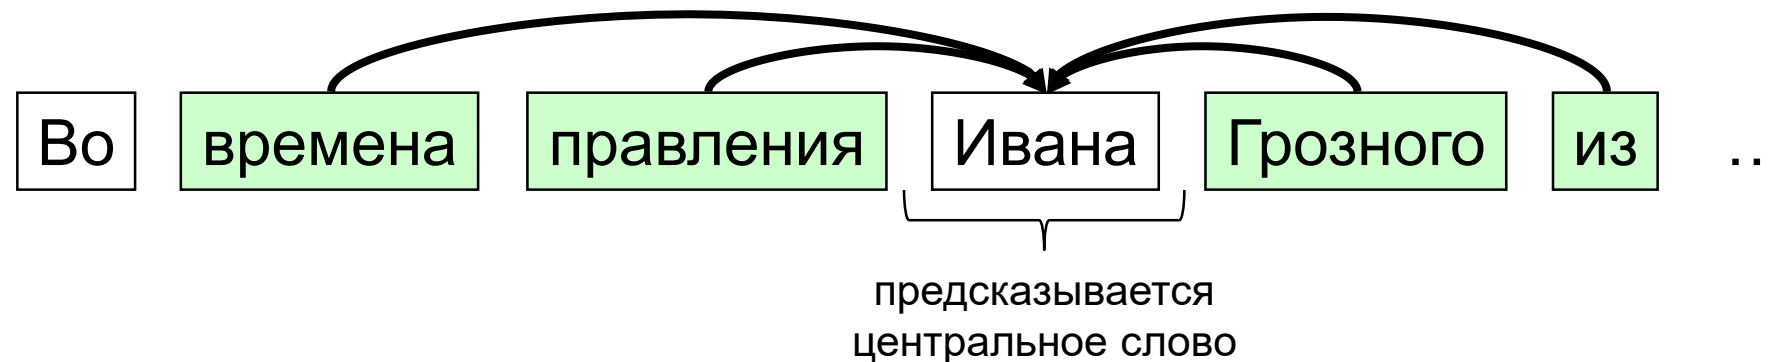 Во времена правления Ивана Грозного из ..
предсказывается
центральное слово